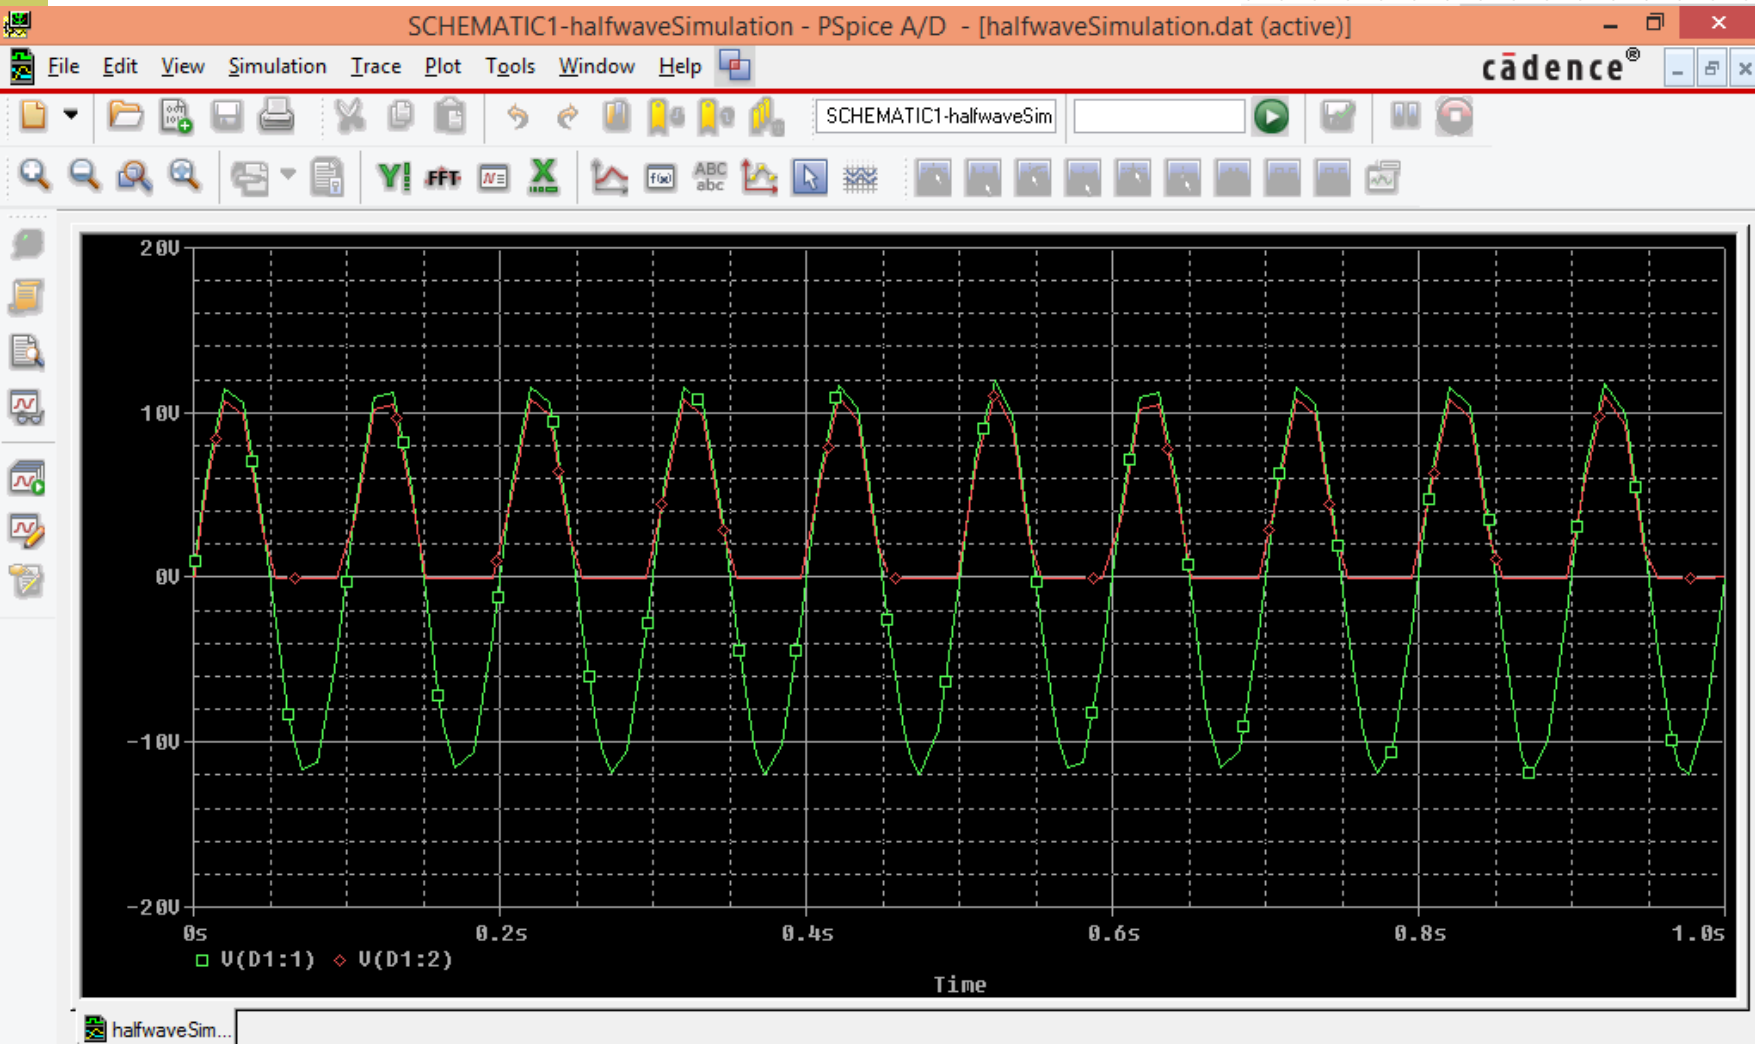 SCHEMATIC1-halfwaveSimulation - PSpice A/D - [halfwaveSimulation.dat (active)]
File Edit View Simulation Trace Plot Tools Window Help cādence®
SCHEMATIC1-halfwaveSim
FFT f(x) ABC abc
20V
10V
0V
-10V
-20V
0s 0.2s 0.4s 0.6s 0.8s 1.0s
V(D1:1) V(D1:2)
Time
halfwaveSim...